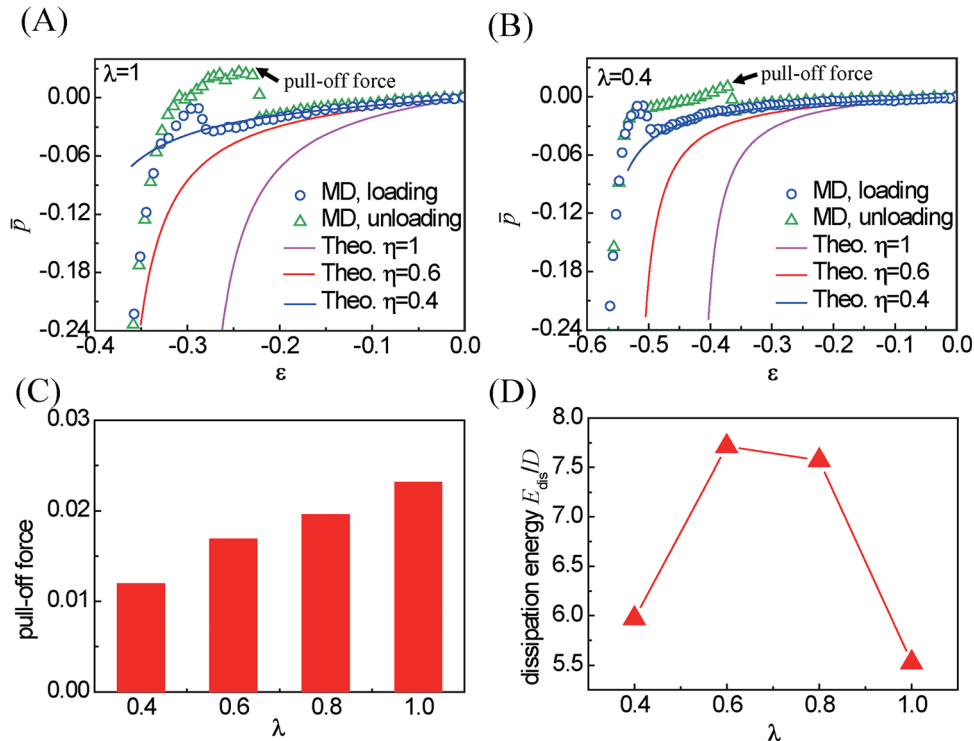 (A)
λ=1
pull-off force
0.00
-0.06
-0.12
-0.18
-0.24
p̄
MD, loading
MD, unloading
Theo. η=1
Theo. η=0.6
Theo. η=0.4
-0.4 -0.3 -0.2 -0.1 0.0
ε
(B)
λ=0.4
pull-off force
0.00
-0.06
-0.12
-0.18
-0.24
p̄
MD, loading
MD, unloading
Theo. η=1
Theo. η=0.6
Theo. η=0.4
-0.6 -0.5 -0.4 -0.3 -0.2 -0.1 0.0
ε
(C)
0.03
0.02
0.01
0.00
pull-off force
0.4 0.6 0.8 1.0
λ
(D)
8.0
7.5
7.0
6.5
6.0
5.5
dissipation energy E_dis/D
0.4 0.6 0.8 1.0
λ